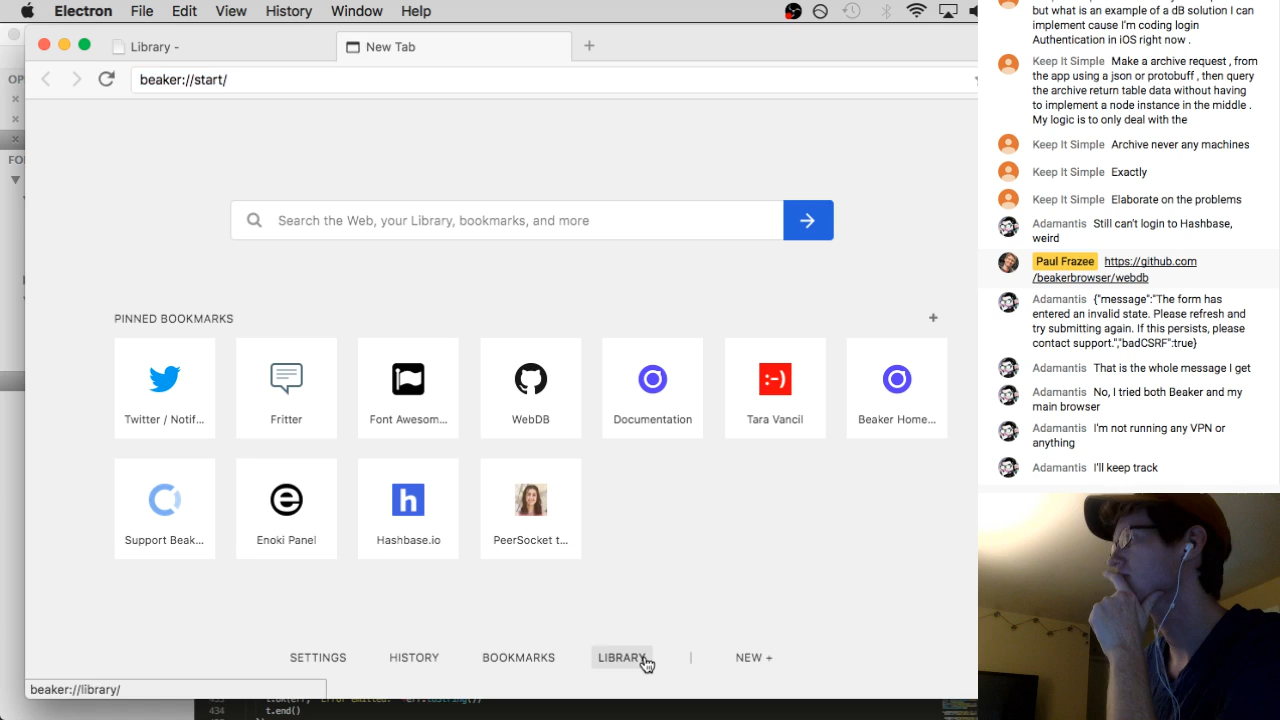 Electron File Edit View History Window Help
Library -
New Tab
beaker://start/
OP
FO
Search the Web, your Library, bookmarks, and more
PINNED BOOKMARKS
+
Twitter / Notif...
Fritter
Font Awesom...
WebDB
Documentation
:-)
Tara Vancil
Beaker Home...
Support Beak...
e
Enoki Panel
h
Hashbase.io
PeerSocket t...
SETTINGS HISTORY BOOKMARKS LIBRARY | NEW +
beaker://library/
434 t.end()
but what is an example of a dB solution I can
implement cause I'm coding login
Authentication in iOS right now .
Keep It Simple Make a archive request , from
the app using a json or protobuff , then query
the archive return table data without having
to implement a node instance in the middle .
My logic is to only deal with the
Keep It Simple Archive never any machines
Keep It Simple Exactly
Keep It Simple Elaborate on the problems
Adamantis Still can't login to Hashbase,
weird
Paul Frazee https://github.com
/beakerbrowser/webdb
Adamantis {"message":"The form has
entered an invalid state. Please refresh and
try submitting again. If this persists, please
contact support.","badCSRF":true}
Adamantis That is the whole message I get
Adamantis No, I tried both Beaker and my
main browser
Adamantis I'm not running any VPN or
anything
Adamantis I'll keep track